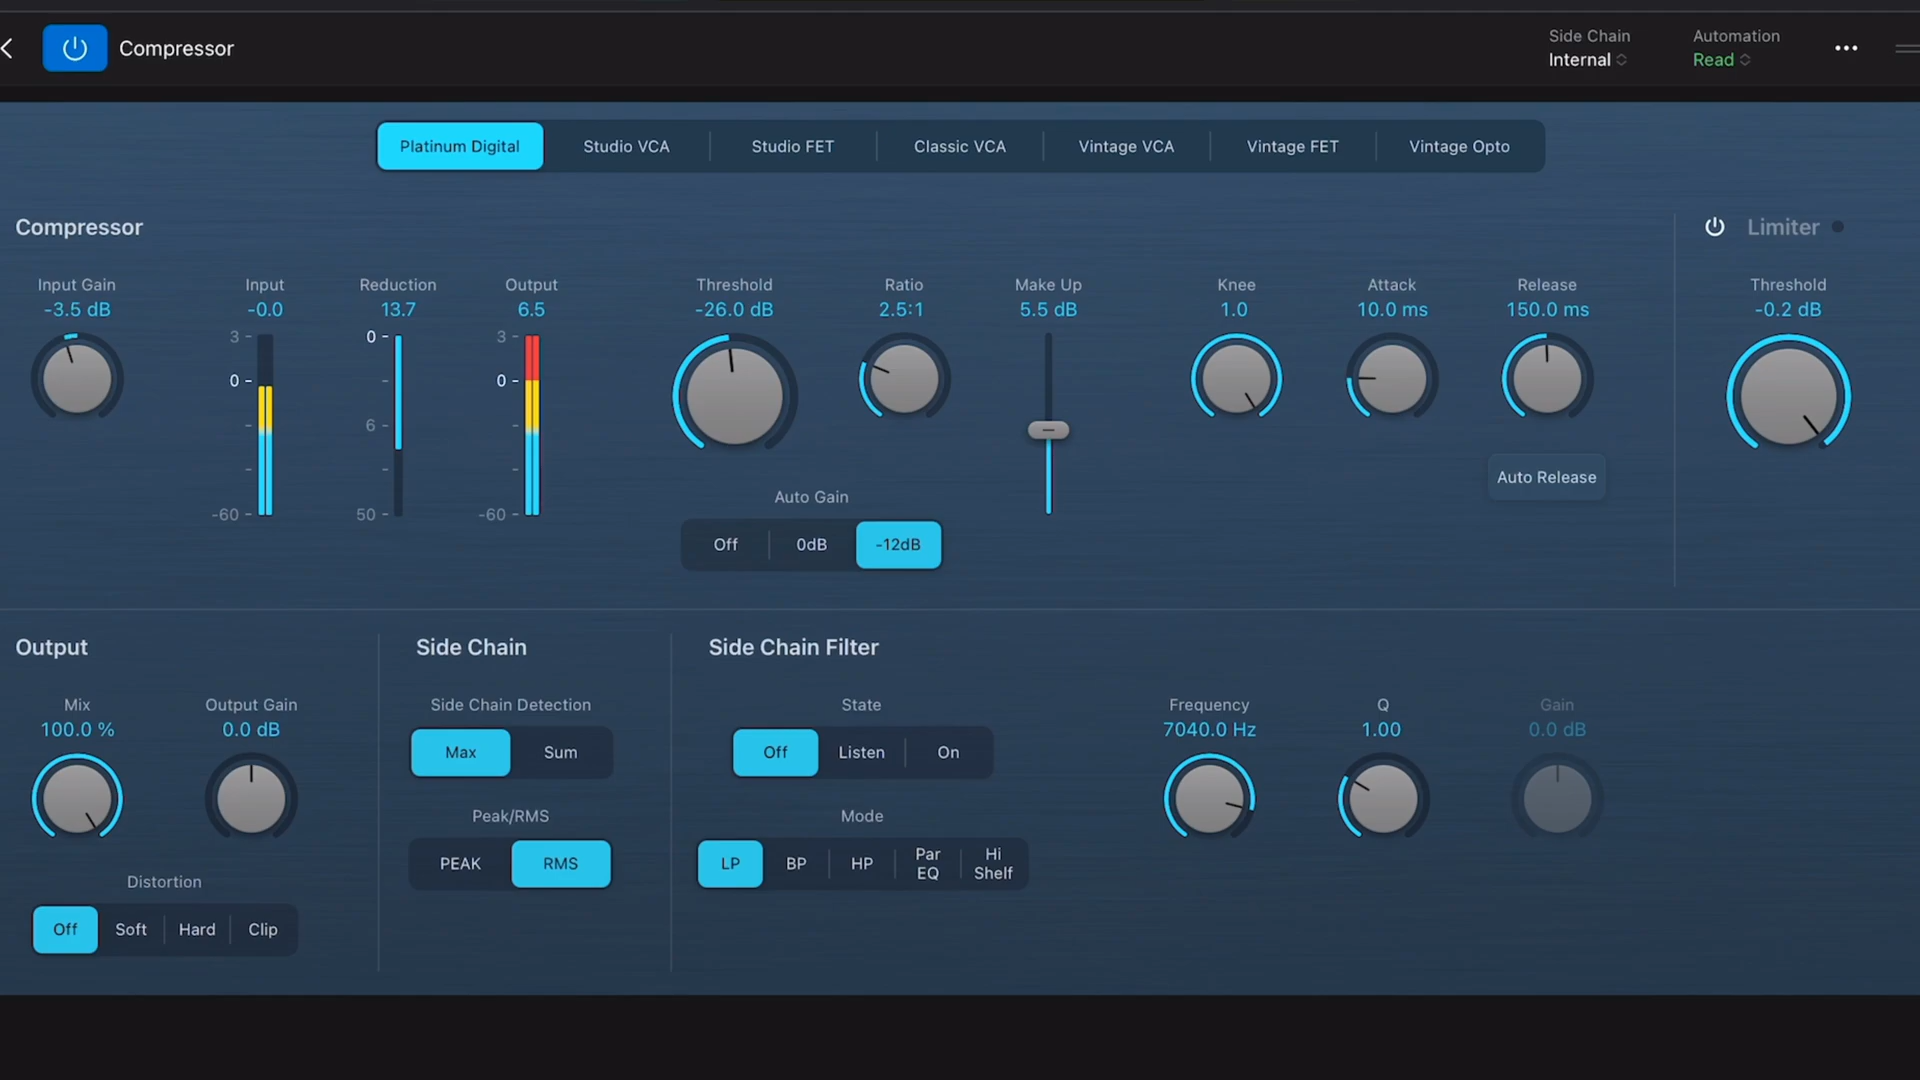 Compressor
Side Chain
Internal
Automation
Read
Platinum Digital
Studio VCA
Studio FET
Classic VCA
Vintage VCA
Vintage FET
Vintage Opto
Compressor
Limiter
Input Gain
-3.5 dB
Input
-0.0
3
0
-60
Reduction
13.7
0
6
50
Output
6.5
3
0
-60
Threshold
-26.0 dB
Ratio
2.5:1
Make Up
5.5 dB
Knee
1.0
Attack
10.0 ms
Release
150.0 ms
Threshold
-0.2 dB
Auto Release
Auto Gain
Off
0dB
-12dB
Output
Mix
100.0 %
Output Gain
0.0 dB
Distortion
Off
Soft
Hard
Clip
Side Chain
Side Chain Detection
Max
Sum
Peak/RMS
PEAK
RMS
Side Chain Filter
State
Off
Listen
On
Mode
LP
BP
HP
Par
EQ
Hi
Shelf
Frequency
7040.0 Hz
Q
1.00
Gain
0.0 dB